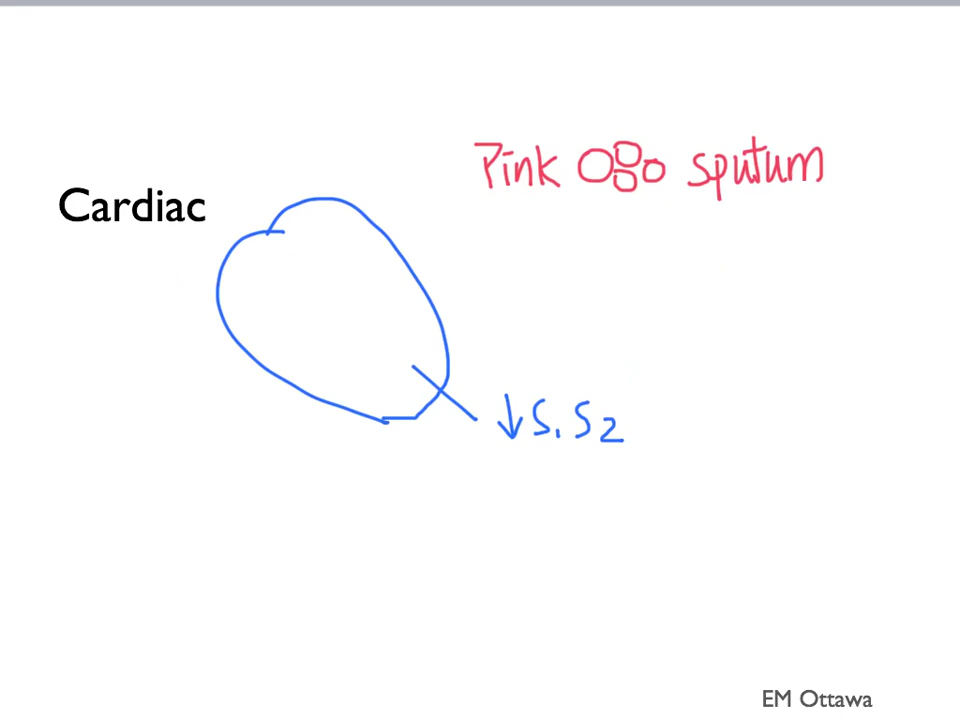 Pink sputum
Cardiac
↓ S1 S2
EM Ottawa